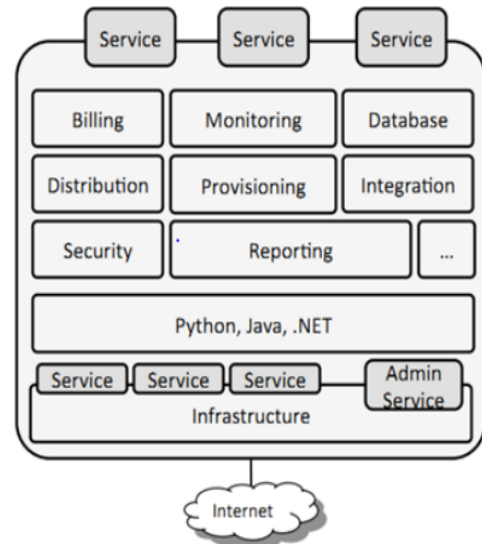 Service Service Service
Billing Monitoring Database
Distribution Provisioning Integration
Security Reporting ...
Python, Java, .NET
Service Service Service Admin
Service
Infrastructure
Internet